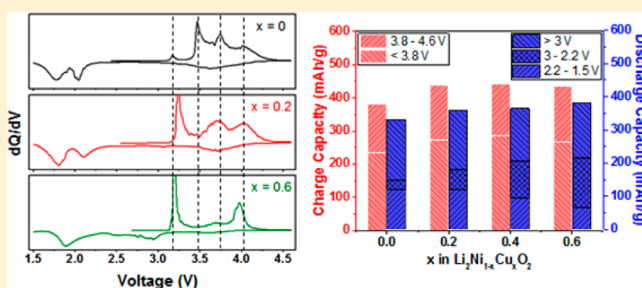 x = 0
x = 0.2
x = 0.6
dQ/dV
1.5 2.0 2.5 3.0 3.5 4.0 4.5
Voltage (V)
3.8 - 4.6 V
< 3.8 V
> 3 V
3 - 2.2 V
2.2 - 1.5 V
Charge Capacity (mAh/g)
600
500
400
300
200
100
0
600
500
400
300
200
100
0
Discharge Capacity (mAh/g)
0.0 0.2 0.4 0.6
x in Li₂Ni₁₋ₓCuₓO₂